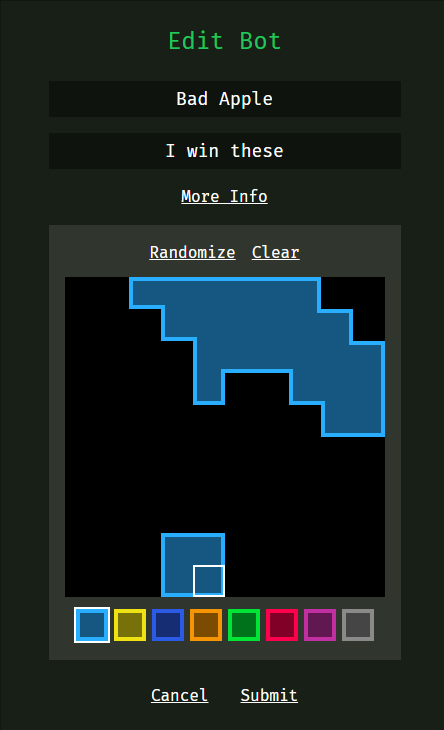 Edit Bot
Bad Apple
I win these
More Info
Randomize Clear
Cancel Submit